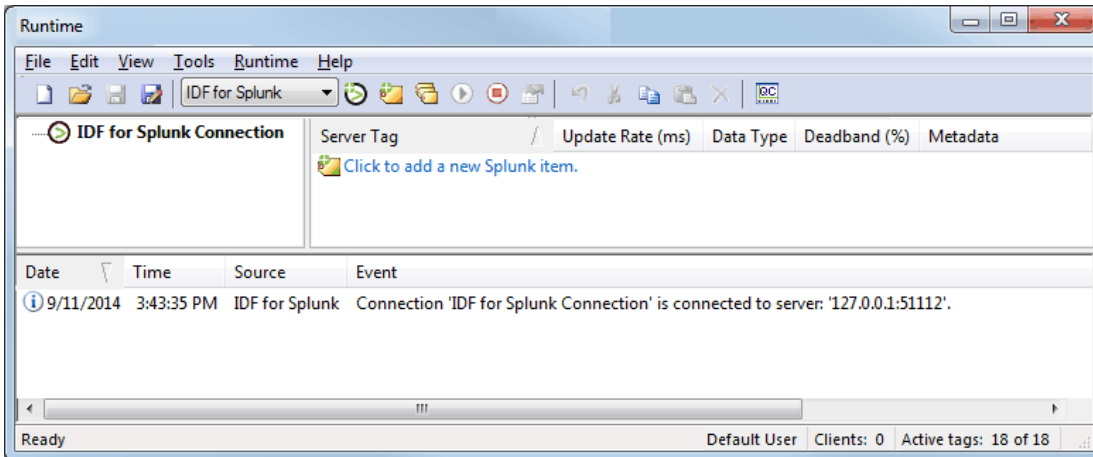 Runtime
File Edit View Tools Runtime Help
IDF for Splunk
QC
IDF for Splunk Connection
Server Tag Update Rate (ms) Data Type Deadband (%) Metadata
Click to add a new Splunk item.
Date Time Source Event
9/11/2014 3:43:35 PM IDF for Splunk Connection 'IDF for Splunk Connection' is connected to server: '127.0.0.1:51112'.
Ready Default User Clients: 0 Active tags: 18 of 18